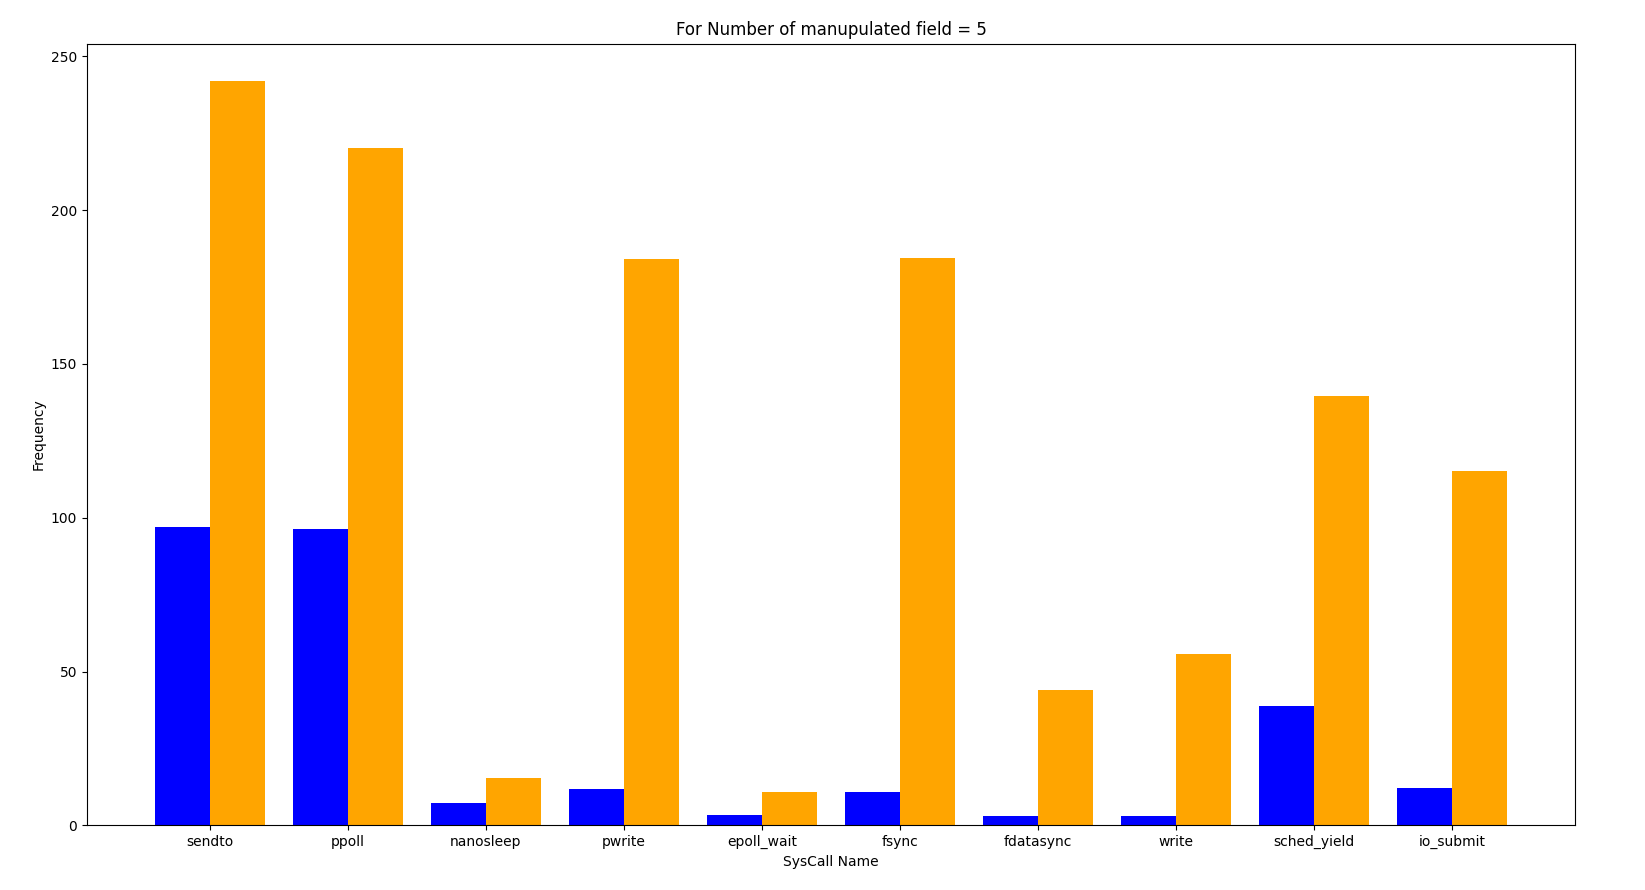 For Number of manupulated field = 5
250
200
150
100
50
0
Frequency
sendto ppoll nanosleep pwrite epoll_wait fsync fdatasync write sched_yield io_submit
SysCall Name